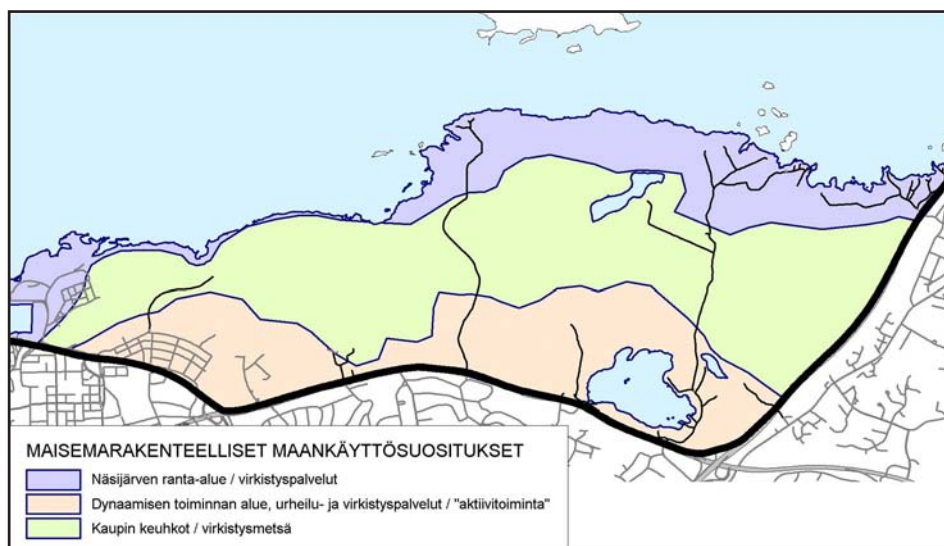 MAISEMARAKENTEELLISET MAANKÄYTTÖSUOSITUKSET
Näsijärven ranta-alue / virkistyspalvelut
Dynaamisen toiminnan alue, urheilu- ja virkistyspalvelut / "aktiivitoiminta"
Kaupin keuhkot / virkistysmetsä